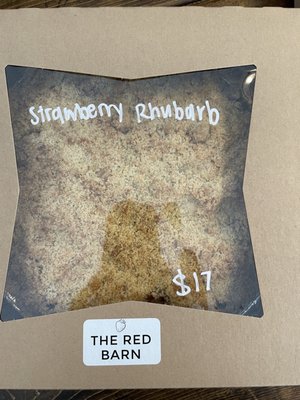 Strawberry Rhubarb
$17
THE RED
BARN